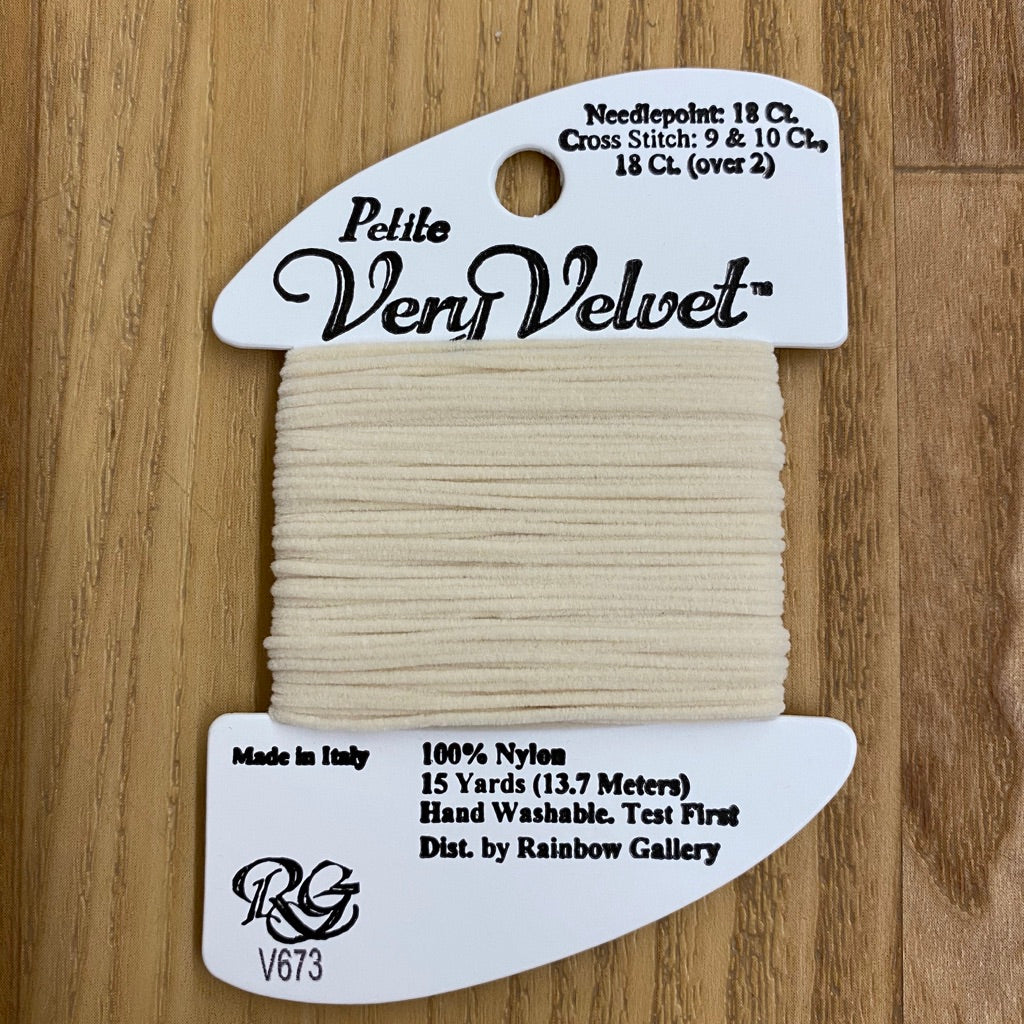 Needlepoint: 18 Ct.
Cross Stitch: 9 & 10 Ct.,
18 Ct. (over 2)
Petite
Very Velvet™
Made in Italy
100% Nylon
15 Yards (13.7 Meters)
Hand Washable. Test First
Dist. by Rainbow Gallery
RG
V673